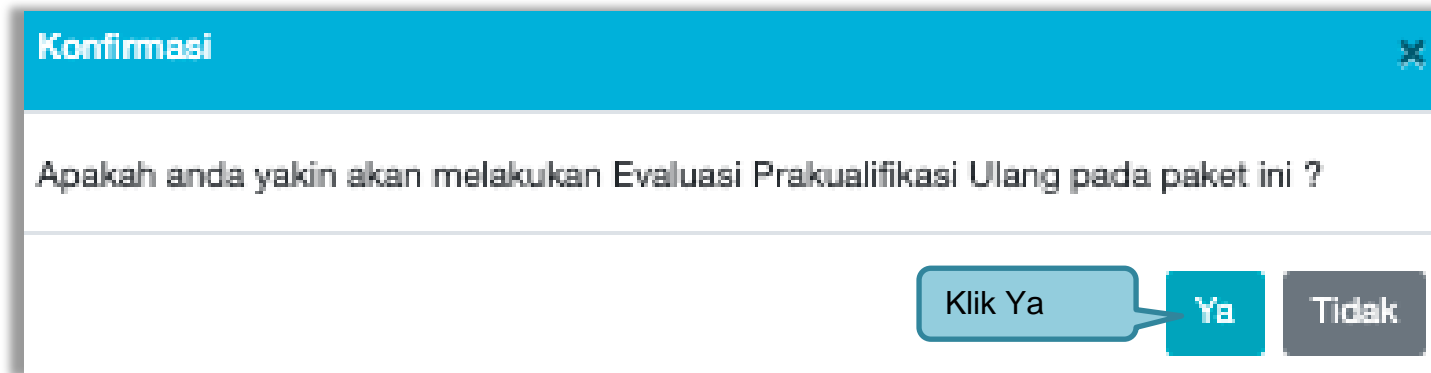 Konfirmasi
×
Apakah anda yakin akan melakukan Evaluasi Prakualifikasi Ulang pada paket ini ?
Klik Ya
Ya
Tidak